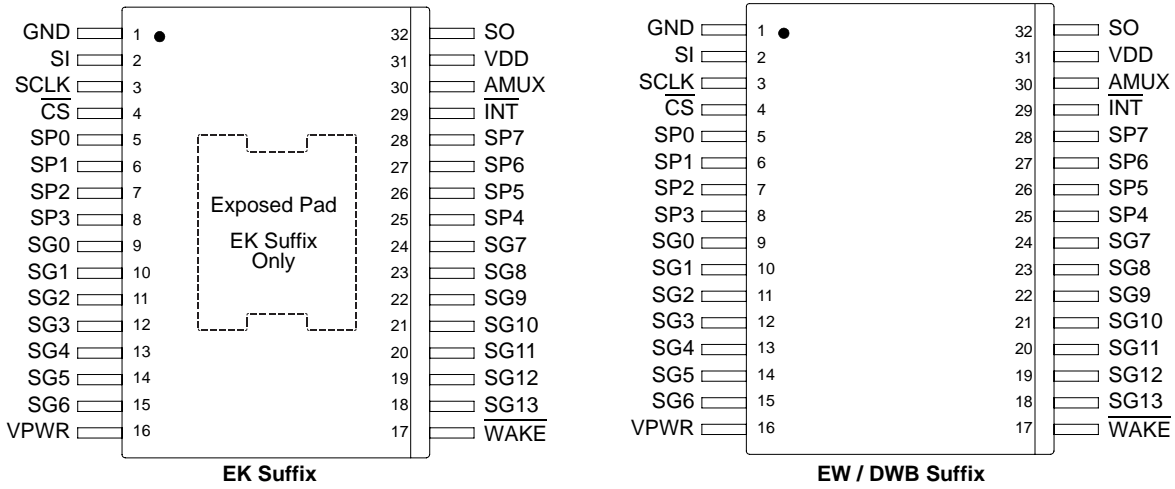 GND 1 32 SO
SI 2 31 VDD
SCLK 3 30 AMUX
CS 4 29 INT
SP0 5 28 SP7
SP1 6 27 SP6
SP2 7 26 SP5
SP3 8 25 SP4
SG0 9 24 SG7
SG1 10 23 SG8
SG2 11 22 SG9
SG3 12 21 SG10
SG4 13 20 SG11
SG5 14 19 SG12
SG6 15 18 SG13
VPWR 16 17 WAKE
Exposed Pad
EK Suffix
Only
EK Suffix
GND 1 32 SO
SI 2 31 VDD
SCLK 3 30 AMUX
CS 4 29 INT
SP0 5 28 SP7
SP1 6 27 SP6
SP2 7 26 SP5
SP3 8 25 SP4
SG0 9 24 SG7
SG1 10 23 SG8
SG2 11 22 SG9
SG3 12 21 SG10
SG4 13 20 SG11
SG5 14 19 SG12
SG6 15 18 SG13
VPWR 16 17 WAKE
EW / DWB Suffix